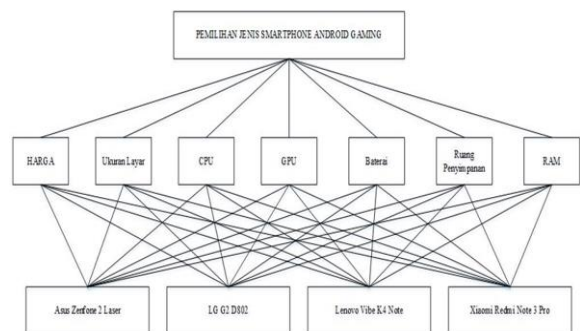 PEMILIHAN JENIS SMARTPHONE ANDROID GAMING
HARGA
Ukuran Layar
CPU
GPU
Baterai
Ruang
Penyimpanan
RAM
Asus Zenfone 2 Laser
LG G2 D802
Lenovo Vibe K4 Note
Xiaomi Redmi Note 3 Pro